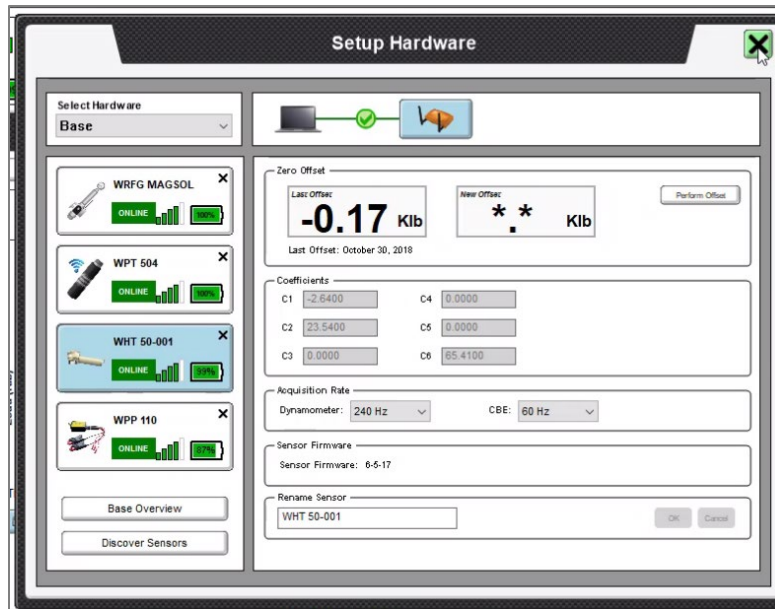 Setup Hardware
Select Hardware
Base
WRFG MAGSOL
ONLINE
100%
WPT 504
ONLINE
100%
WHT 50-001
ONLINE
99%
WPP 110
ONLINE
87%
Base Overview
Discover Sensors
Zero Offset
Last Offset
-0.17 Klb
New Offset
*.* Klb
Perform Offset
Last Offset: October 30, 2018
Coefficients
C1 -2.6400 C4 0.0000
C2 23.5400 C5 0.0000
C3 0.0000 C6 65.4100
Acquisition Rate
Dynamometer: 240 Hz CBE: 60 Hz
Sensor Firmware
Sensor Firmware: 6-5-17
Rename Sensor
WHT 50-001 OK Cancel